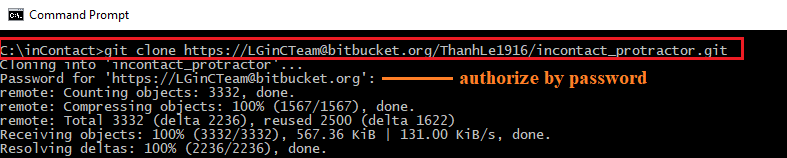 Command Prompt
C:\inContact>git clone https://LGinCTeam@bitbucket.org/ThanhLe1916/incontact_protractor.git
Cloning into 'incontact_protractor'...
Password for 'https://LGinCTeam@bitbucket.org': authorize by password
remote: Counting objects: 3332, done.
remote: Compressing objects: 100% (1567/1567), done.
remote: Total 3332 (delta 2236), reused 2500 (delta 1622)
Receiving objects: 100% (3332/3332), 567.36 KiB | 131.00 KiB/s, done.
Resolving deltas: 100% (2236/2236), done.